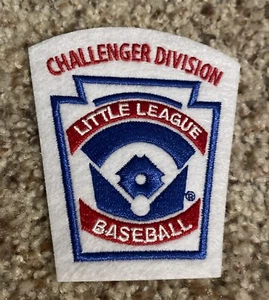 CHALLENGER DIVISION
LITTLE LEAGUE
®
BASEBALL